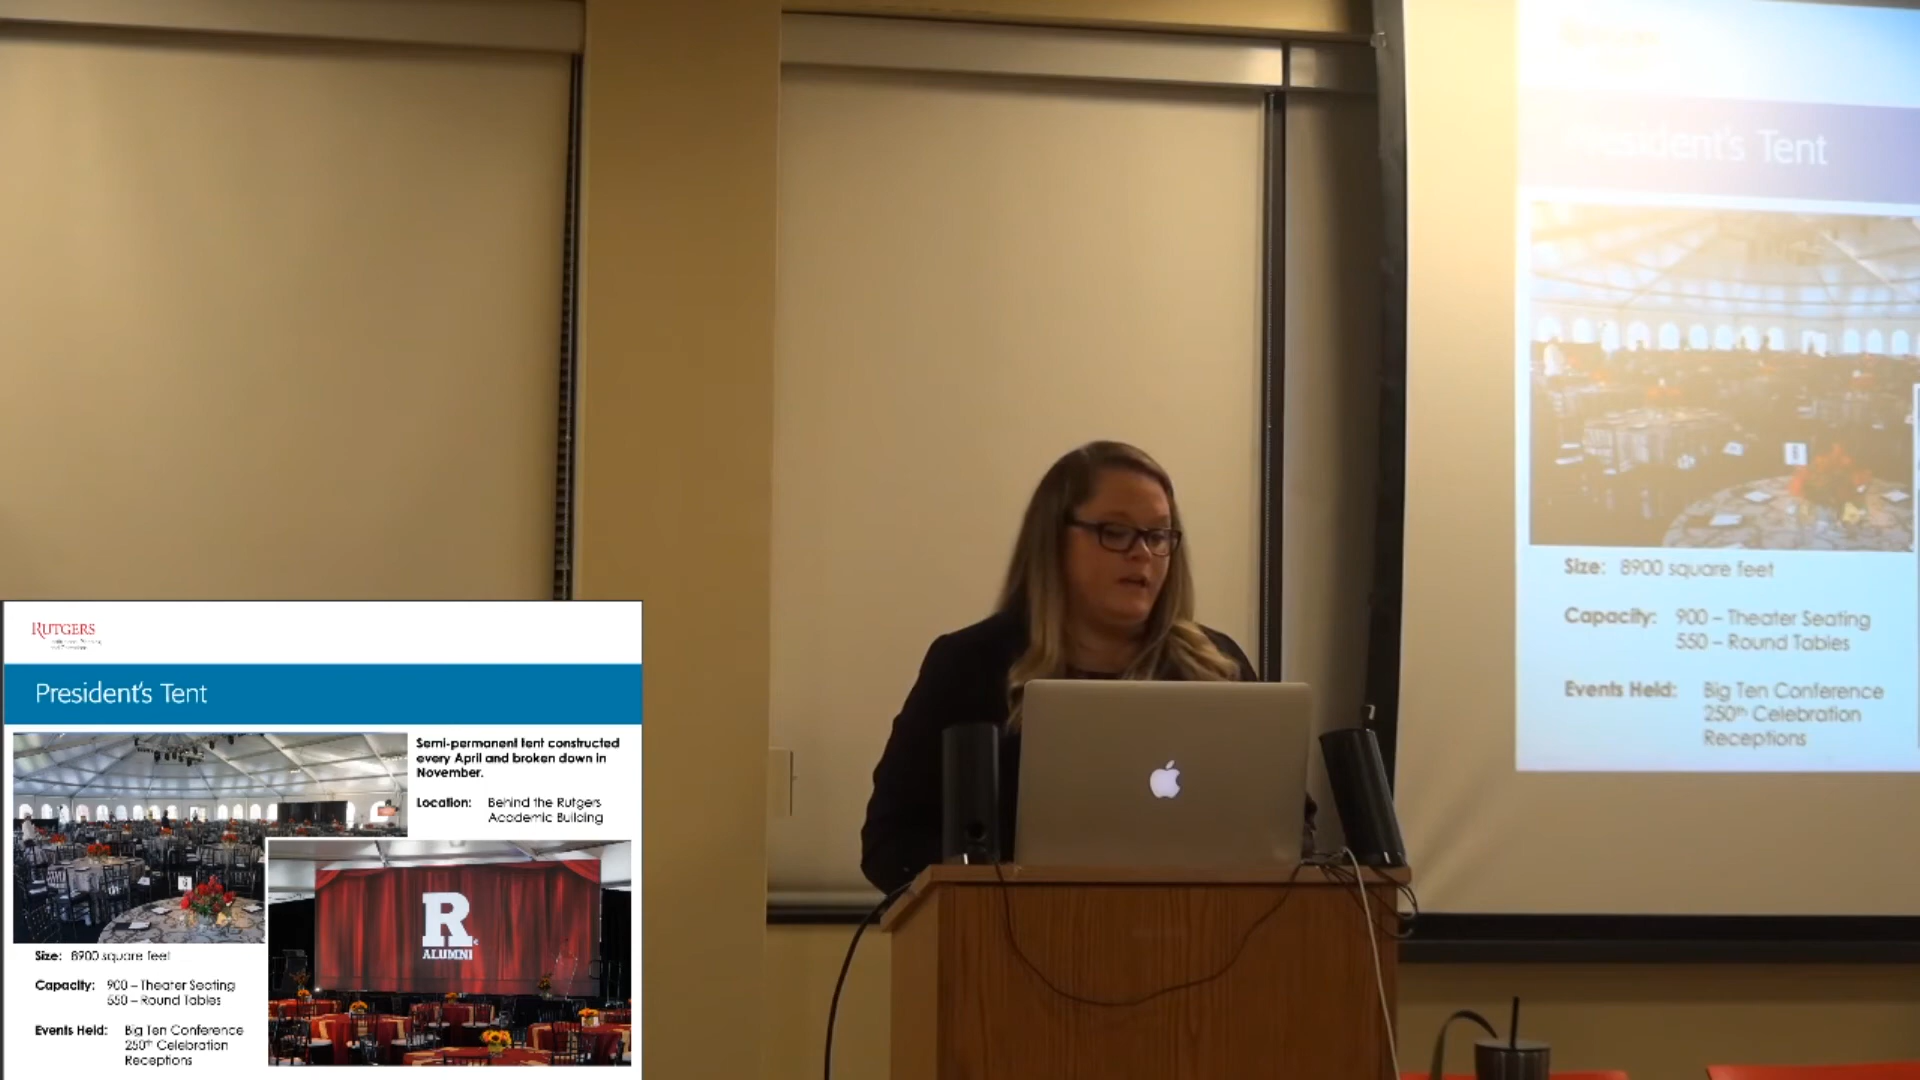 RUTGERS
President's Tent
Semi-permanent tent constructed
every April and broken down in
November.
Location: Behind the Rutgers
Academic Building
R
ALUMNI
Size: 8900 square feet
Capacity: 900 – Theater Seating
550 – Round Tables
Events Held: Big Ten Conference
250th Celebration
Receptions
President's Tent
Size: 8900 square feet
Capacity: 900 – Theater Seating
550 – Round Tables
Events Held: Big Ten Conference
250th Celebration
Receptions